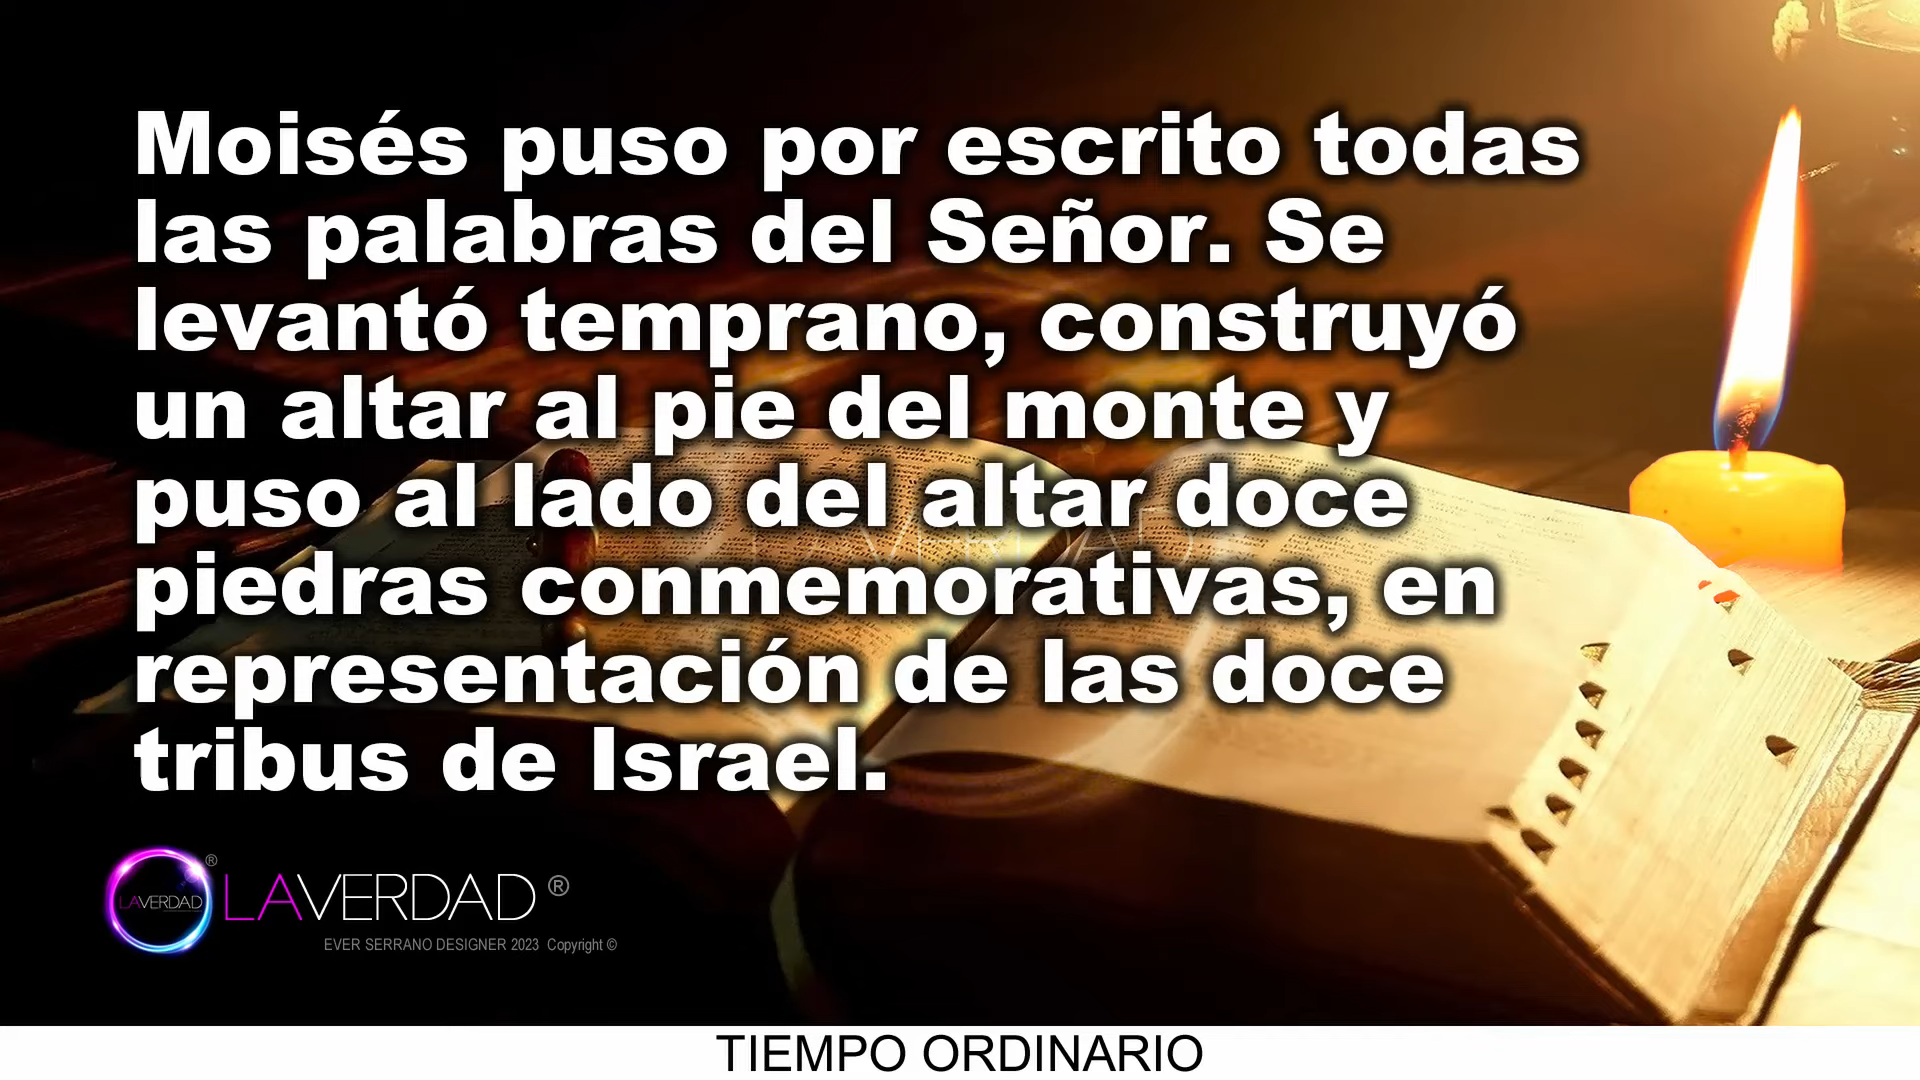 Moisés puso por escrito todas
las palabras del Señor. Se
levantó temprano, construyó
un altar al pie del monte y
puso al lado del altar doce
piedras conmemorativas, en
representación de las doce
tribus de Israel.
LAVERDAD ®
LAVERDAD ®
EVER SERRANO DESIGNER 2023 Copyright ©
TIEMPO ORDINARIO